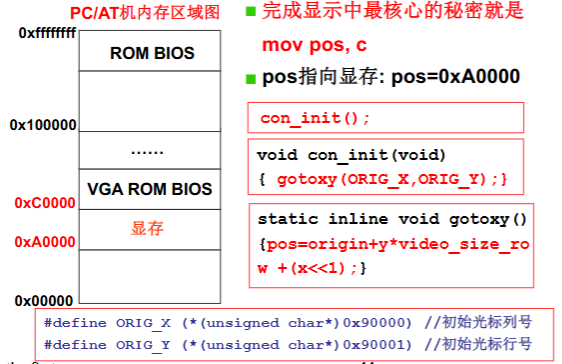 PC/AT机内存区域图
0xffffffff
ROM BIOS
0x100000
......
VGA ROM BIOS
0xC0000
显存
0xA0000
0x00000
完成显示中最核心的秘密就是
mov pos, c
pos指向显存: pos=0xA0000
con_init();
void con_init(void)
{ gotoxy(ORIG_X,ORIG_Y);}
static inline void gotoxy()
{pos=origin+y*video_size_ro
w +(x<<1);}
#define ORIG_X (*(unsigned char*)0x90000) //初始光标列号
#define ORIG_Y (*(unsigned char*)0x90001) //初始光标行号